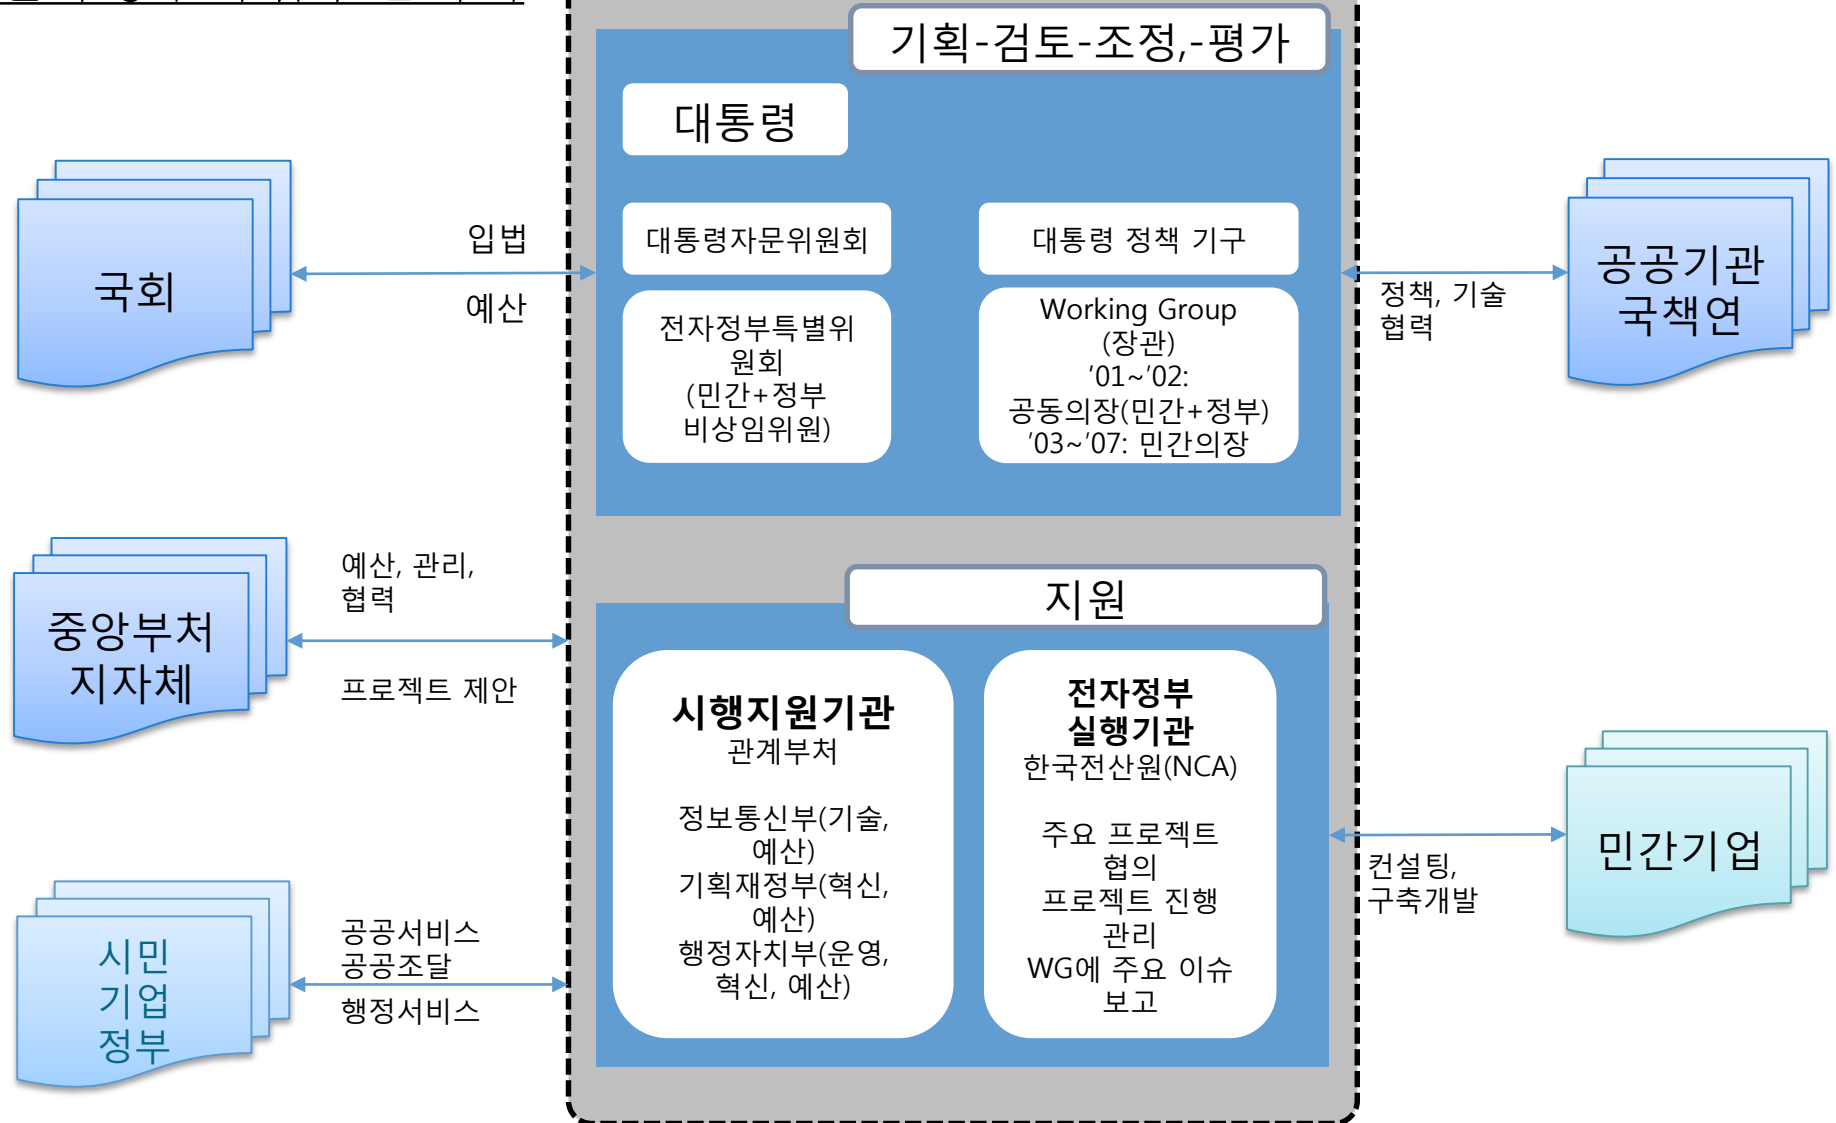 기획-검토-조정,-평가
대통령
대통령자문위원회
대통령 정책 기구
전자정부특별위
원회
(민간+정부
비상임위원)
Working Group
(장관)
'01~'02:
공동의장(민간+정부)
'03~'07: 민간의장
국회
입법
예산
공공기관
국책연
정책, 기술
협력
중앙부처
지자체
예산, 관리,
협력
프로젝트 제안
지원
시행지원기관
관계부처
정보통신부(기술,
예산)
기획재정부(혁신,
예산)
행정자치부(운영,
혁신, 예산)
전자정부
실행기관
한국전산원(NCA)
주요 프로젝트
협의
프로젝트 진행
관리
WG에 주요 이슈
보고
민간기업
컨설팅,
구축개발
시민
기업
정부
공공서비스
공공조달
행정서비스